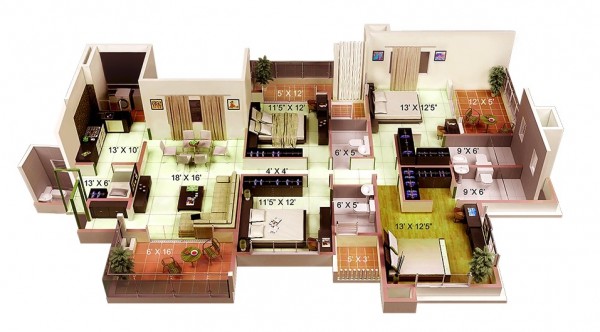 5' X 12'
11'5" X 12'
13' X 12'5"
12' X 5'
13' X 10'
6' X 5'
9 'X 6'
4' X 4'
18' X 16'
13' X 6'
9' X 6'
11'5" X 12'
6' X 5'
13' X 12'5"
6' X 16'
5' X 3'